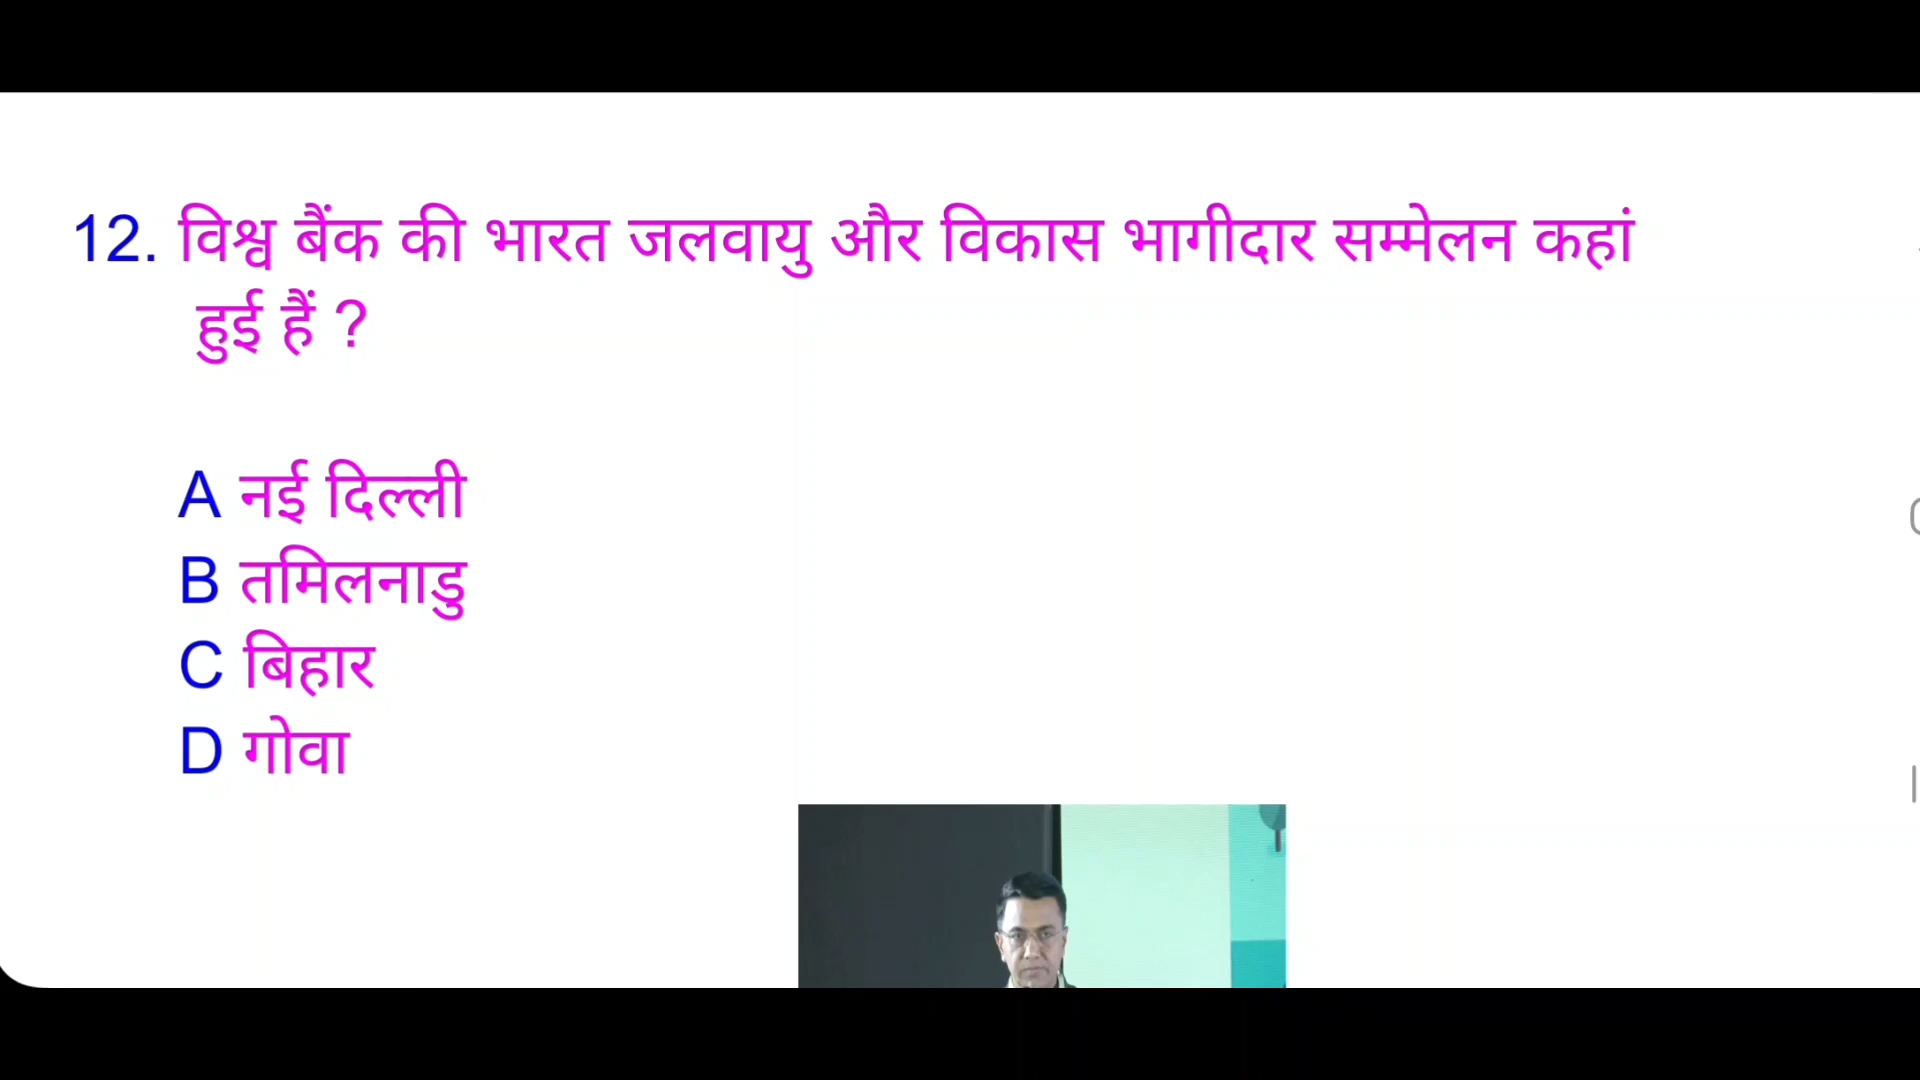 12. विश्व बैंक की भारत जलवायु और विकास भागीदार सम्मेलन कहां
हुई हैं ?
A नई दिल्ली
B तमिलनाडु
C बिहार
D गोवा